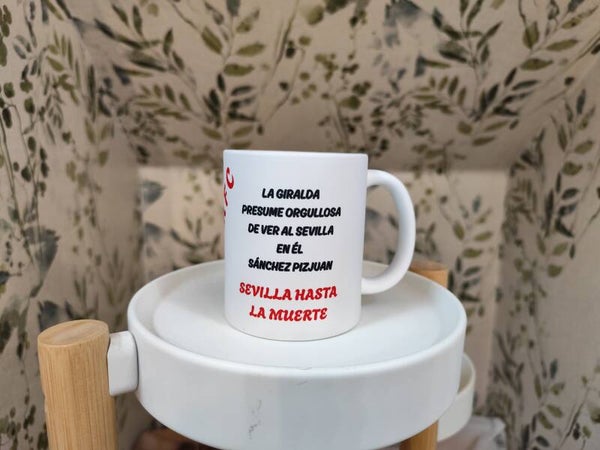 LA GIRALDA
PRESUME ORGULLOSA
DE VER AL SEVILLA
EN ÉL
SÁNCHEZ PIZJUAN
SEVILLA HASTA
LA MUERTE